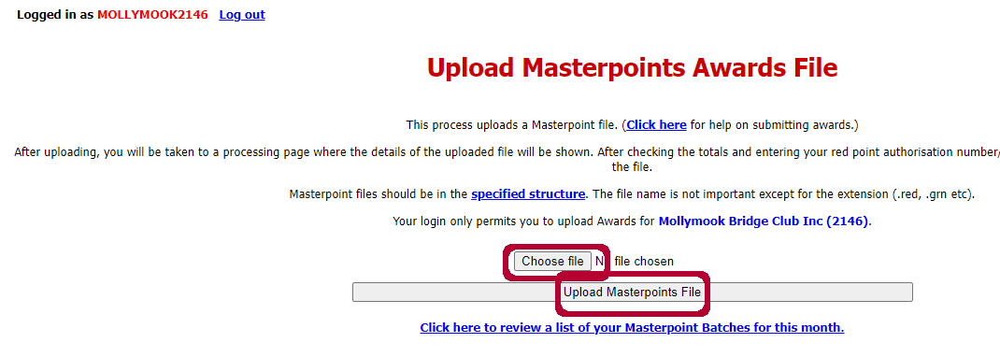 Logged in as MOLLYMOOK2146 Log out
Upload Masterpoints Awards File
This process uploads a Masterpoint file. (Click here for help on submitting awards.)
After uploading, you will be taken to a processing page where the details of the uploaded file will be shown. After checking the totals and entering your red point authorisation number,
the file.
Masterpoint files should be in the specified structure. The file name is not important except for the extension (.red, .grn etc).
Your login only permits you to upload Awards for Mollymook Bridge Club Inc (2146).
Choose file file chosen
Upload Masterpoints File
Click here to review a list of your Masterpoint Batches for this month.